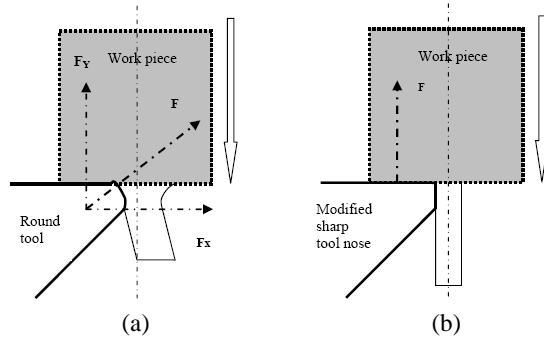 F_Y
Work piece
F
Round
tool
F_X
(a)
Work piece
F
Modified
sharp
tool nose
(b)